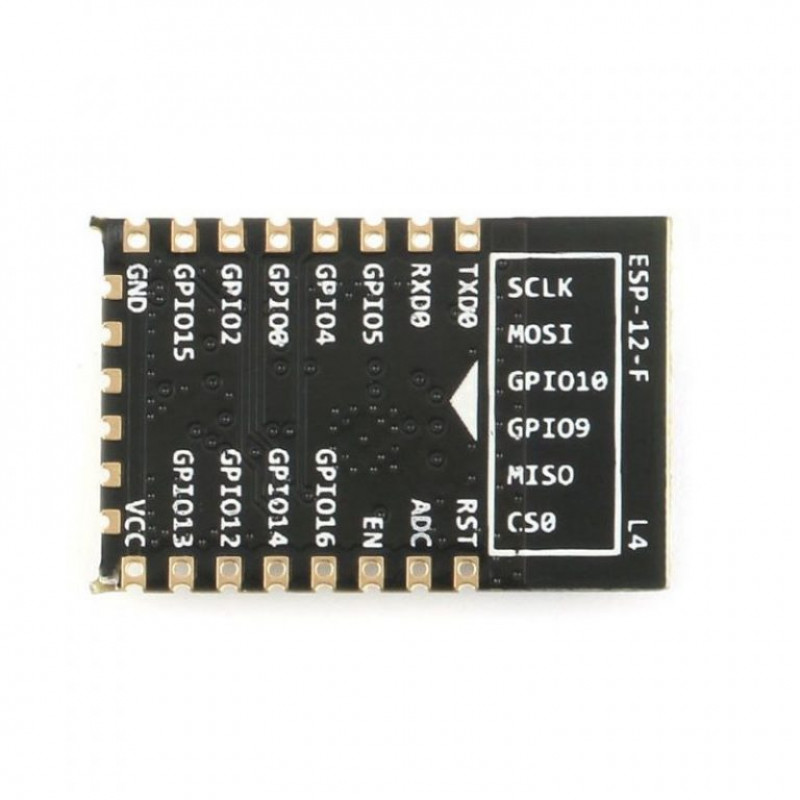 GND
GPIO15
GPIO2
GPIO0
GPIO4
GPIO5
RXD0
TXD0
SCLK
MOSI
GPIO10
GPIO9
MISO
CS0
ESP-12-F
L4
VCC
GPIO13
GPIO12
GPIO14
GPIO16
EN
ADC
RST